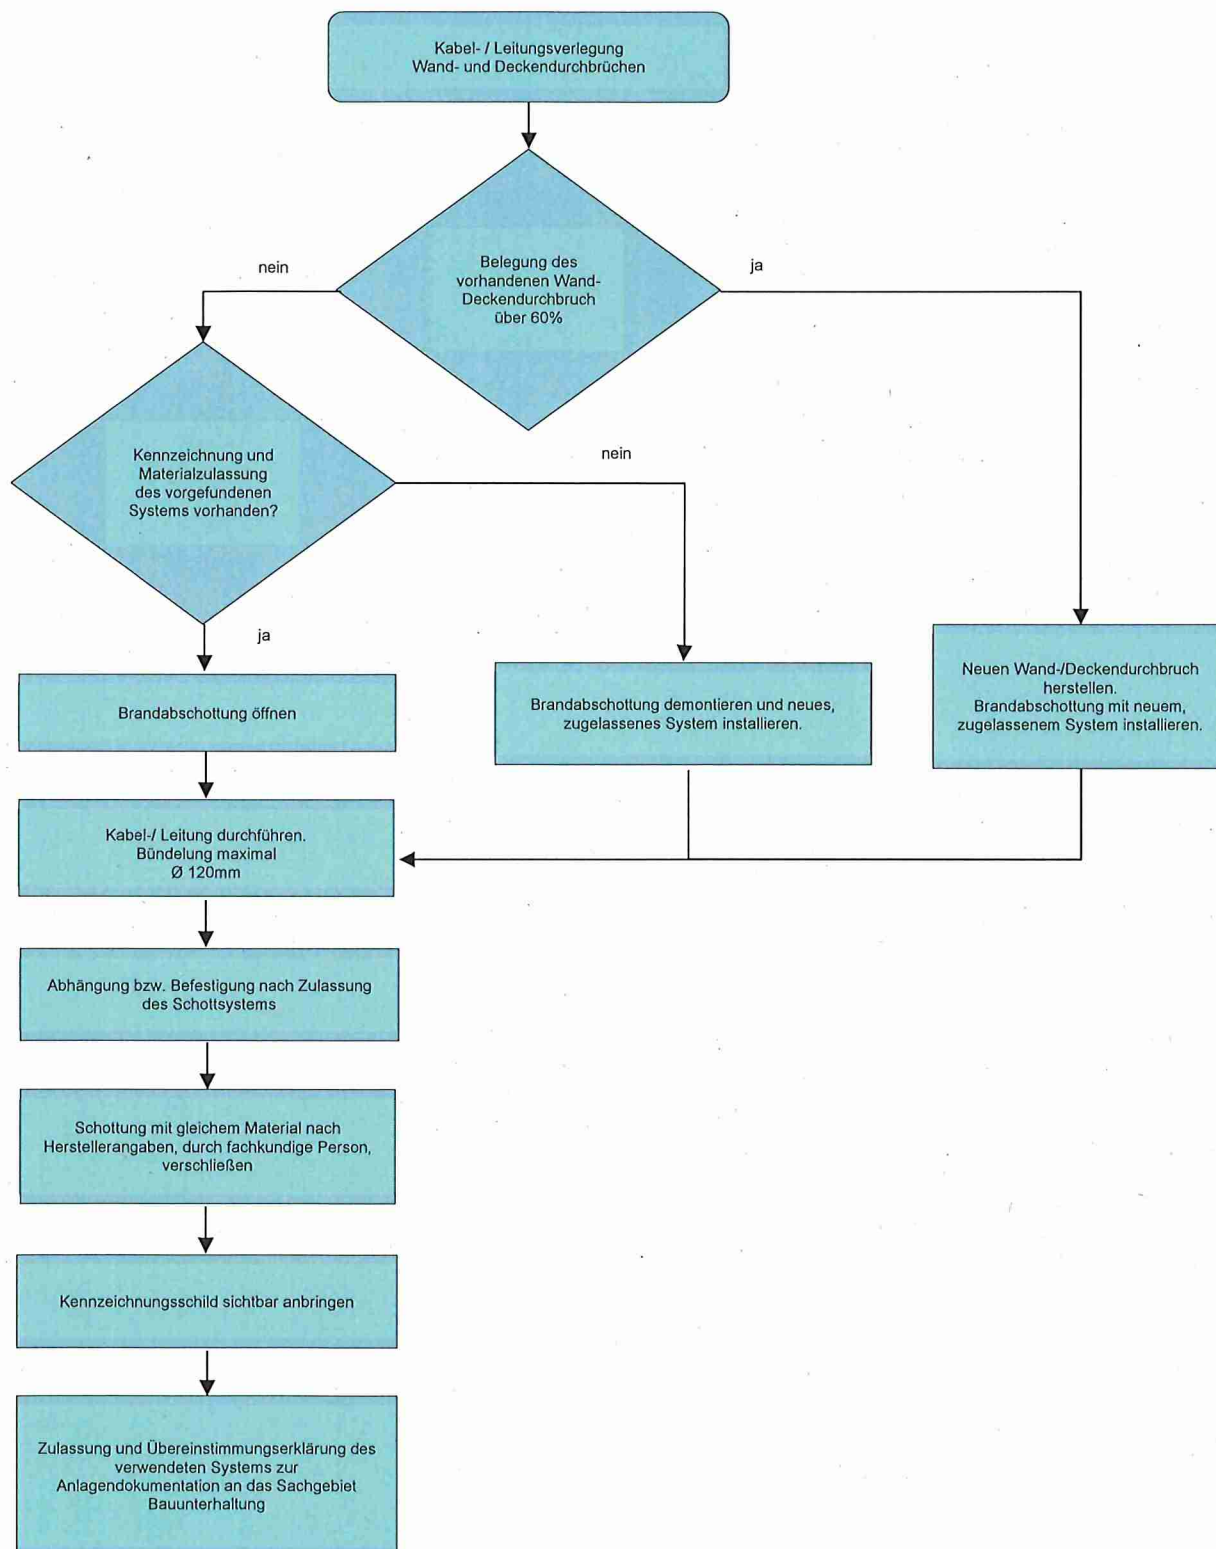 Kabel- / Leitungsverlegung
Wand- und Deckendurchbrüchen
nein
Belegung des
vorhandenen Wand-
Deckendurchbruch
über 60%
ja
Kennzeichnung und
Materialzulassung
des vorgefundenen
Systems vorhanden?
nein
ja
Brandabschottung öffnen
Brandabschottung demontieren und neues,
zugelassenes System installieren.
Neuen Wand-/Deckendurchbruch
herstellen.
Brandabschottung mit neuem,
zugelassenem System installieren.
Kabel-/ Leitung durchführen.
Bündelung maximal
Ø 120mm
Abhängung bzw. Befestigung nach Zulassung
des Schottsystems
Schottung mit gleichem Material nach
Herstellerangaben, durch fachkundige Person,
verschließen
Kennzeichnungsschild sichtbar anbringen
Zulassung und Übereinstimmungserklärung des
verwendeten Systems zur
Anlagendokumentation an das Sachgebiet
Bauunterhaltung